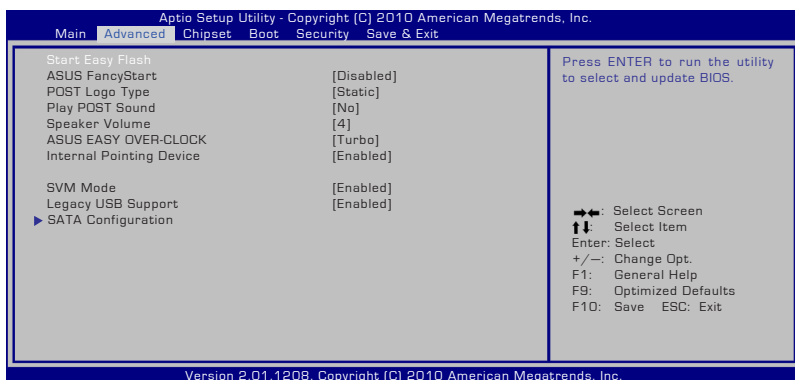 Aptio Setup Utility - Copyright (C) 2010 American Megatrends, Inc.
Main Advanced Chipset Boot Security Save & Exit
Start Easy Flash
ASUS FancyStart [Disabled]
POST Logo Type [Static]
Play POST Sound [No]
Speaker Volume [4]
ASUS EASY OVER-CLOCK [Turbo]
Internal Pointing Device [Enabled]
SVM Mode [Enabled]
Legacy USB Support [Enabled]
SATA Configuration
Press ENTER to run the utility
to select and update BIOS.
→←: Select Screen
↑↓: Select Item
Enter: Select
+/—: Change Opt.
F1: General Help
F9: Optimized Defaults
F10: Save ESC: Exit
Version 2.01.1208. Copyright (C) 2010 American Megatrends, Inc.